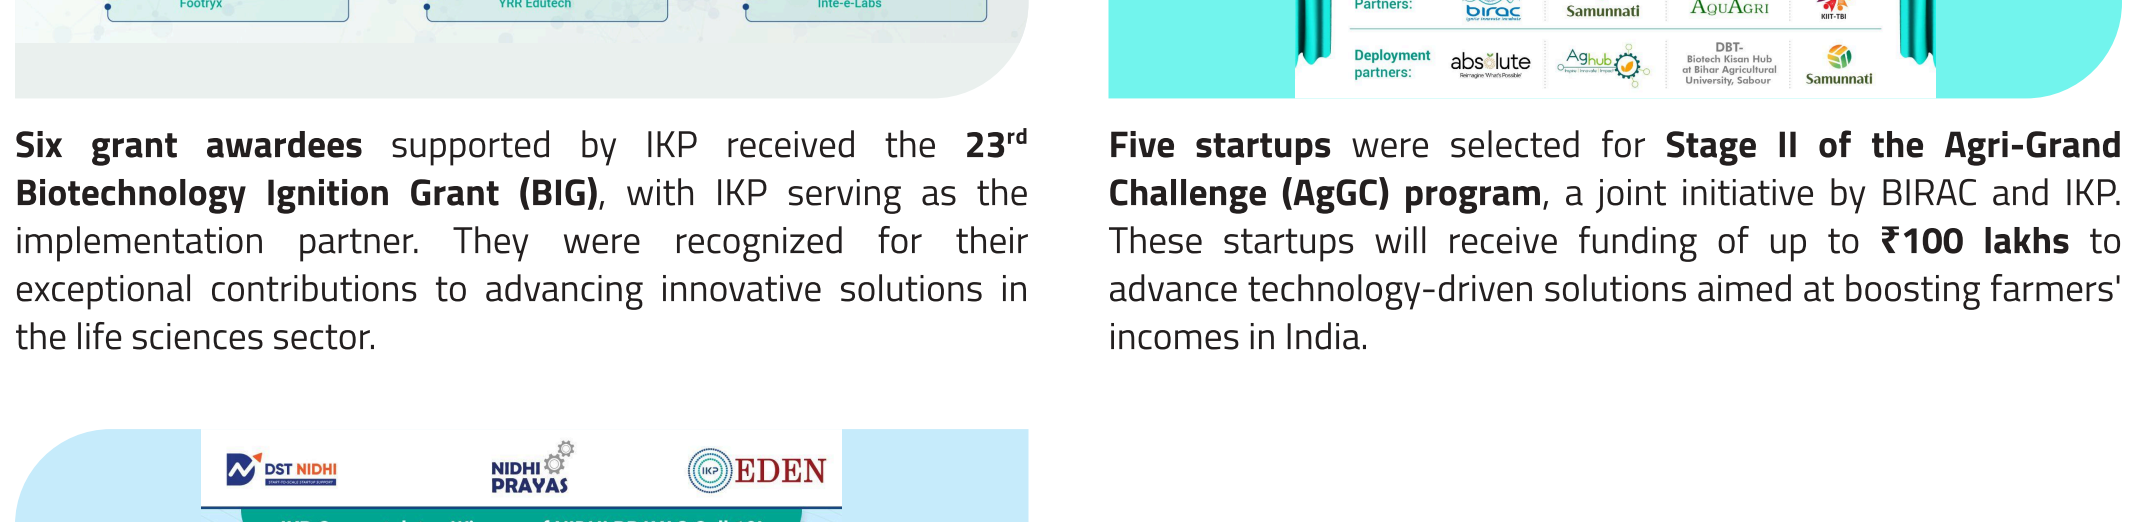 Footryx
YRR Edutech
Inte-e-Labs
Partners:
birac
Samunnati
AGUAGRI
KIIT-TBI
Deployment
partners:
absolute
Reimagine 'What's Possible'
Aghub
DBT-
Biotech Kisan Hub
at Bihar Agricultural
University, Sabour
Samunnati
Six grant awardees supported by IKP received the 23rd
Biotechnology Ignition Grant (BIG), with IKP serving as the
implementation partner. They were recognized for their
exceptional contributions to advancing innovative solutions in
the life sciences sector.
Five startups were selected for Stage II of the Agri-Grand
Challenge (AgGC) program, a joint initiative by BIRAC and IKP.
These startups will receive funding of up to ₹100 lakhs to
advance technology-driven solutions aimed at boosting farmers'
incomes in India.
DST NIDHI
NIDHI
PRAYAS
IKP
EDEN